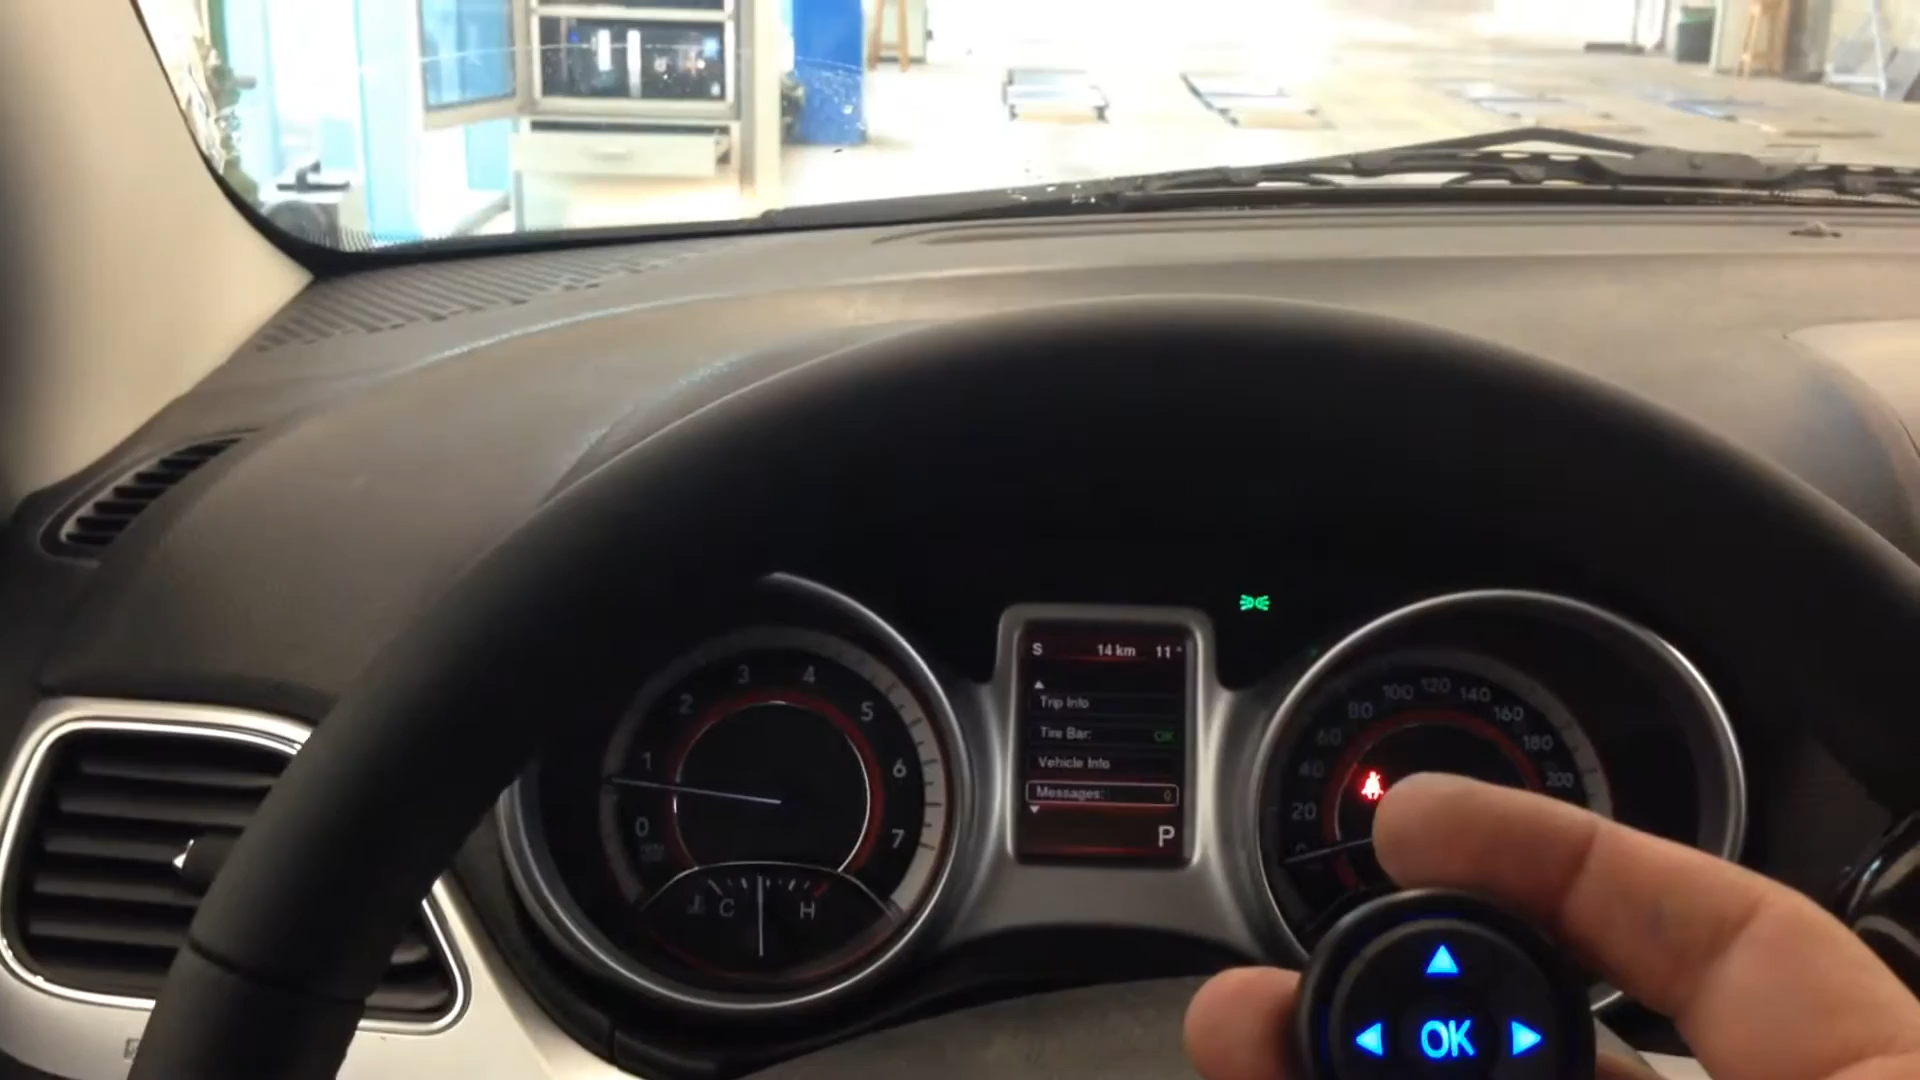 S 14 km 11°
Trip Info
Tire Bar: OK
Vehicle Info
Messages: 0
P
0 1 2 3 4 5 6 7
C H
0 20 40 60 80 100 120 140 160 180 200
OK